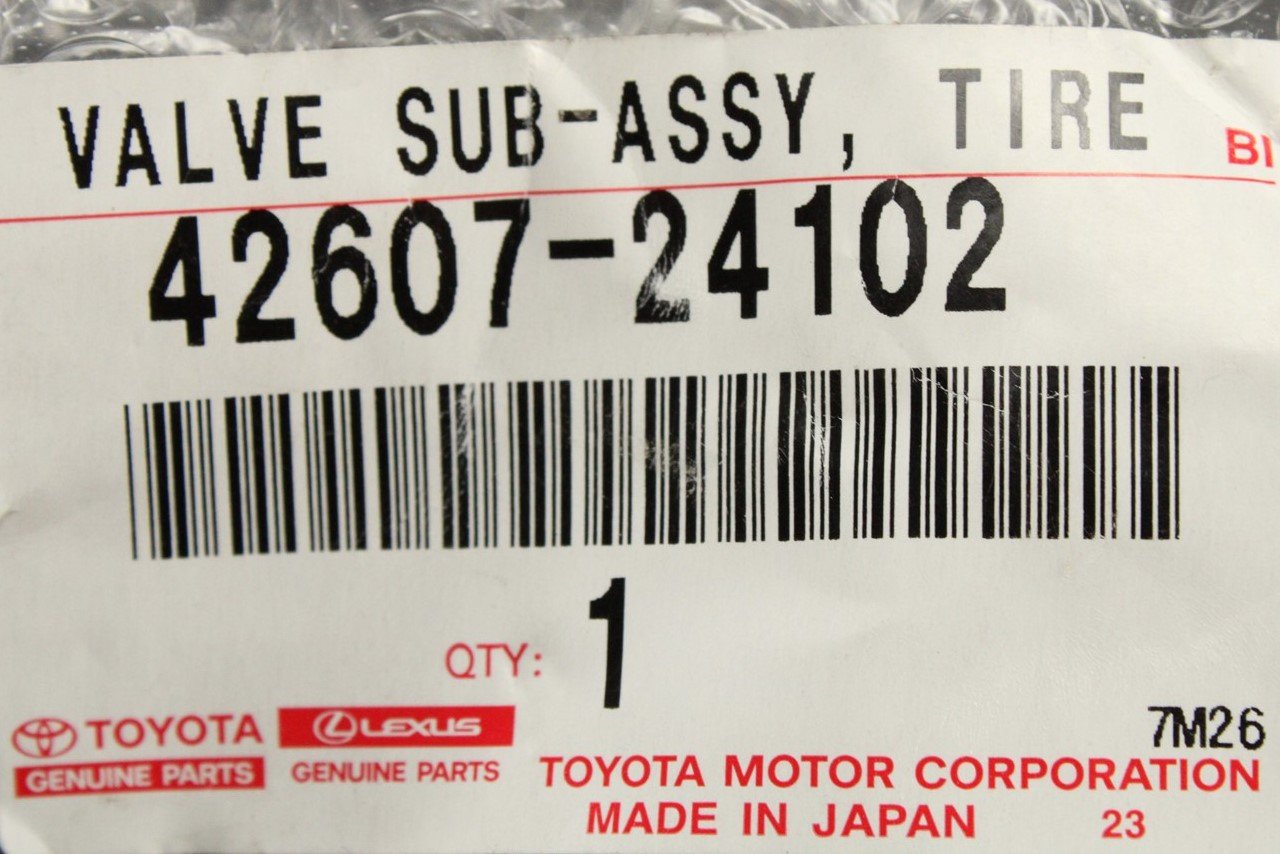 VALVE SUB-ASSY, TIRE
BI
42607-24102
QTY: 1
7M26
TOYOTA
GENUINE PARTS
LEXUS
GENUINE PARTS
TOYOTA MOTOR CORPORATION
MADE IN JAPAN 23